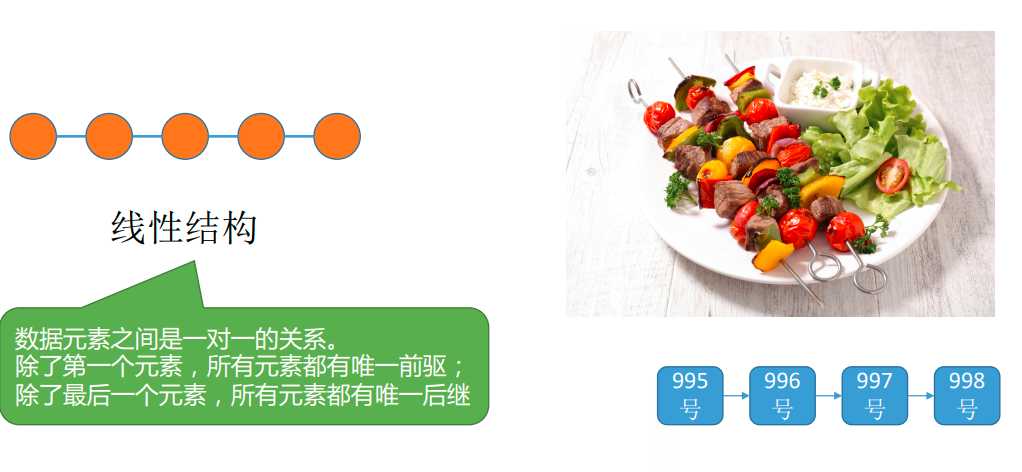 线性结构
数据元素之间是一对一的关系。
除了第一个元素，所有元素都有唯一前驱；
除了最后一个元素，所有元素都有唯一后继
995
号
996
号
997
号
998
号